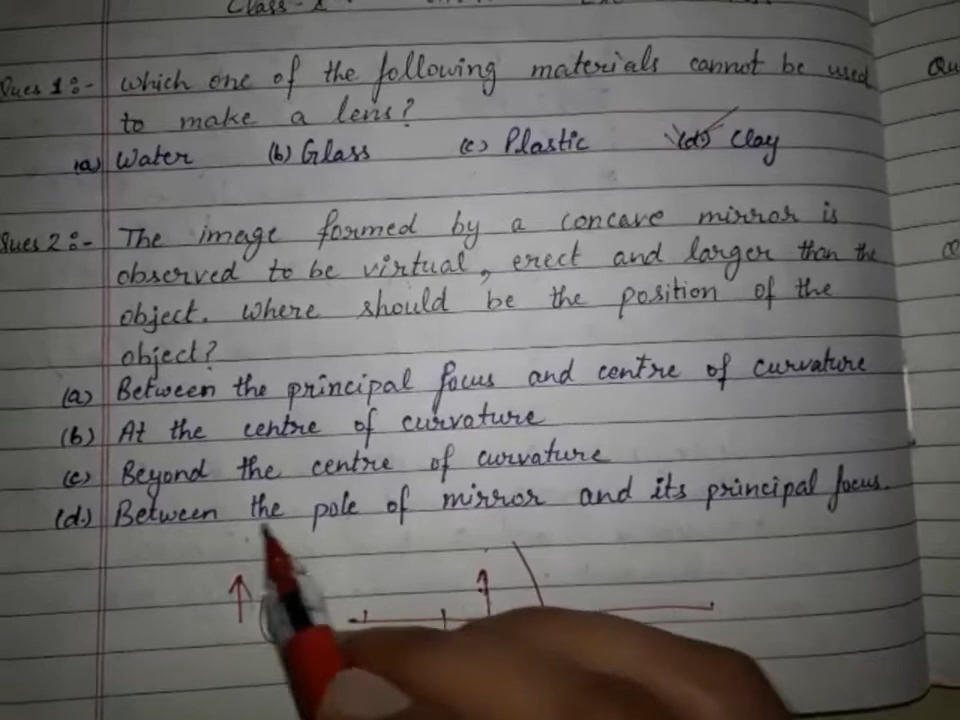 Class - X
Ques 1:- Which one of the following materials cannot be used
to make a lens?
(a) Water (b) Glass (c) Plastic (d) Clay
Ques 2:- The image formed by a concave mirror is
observed to be virtual, erect and larger than the
object. Where should be the position of the
object?
(a) Between the principal focus and centre of curvature
(b) At the centre of curvature
(c) Beyond the centre of curvature
(d.) Between the pole of mirror and its principal focus.